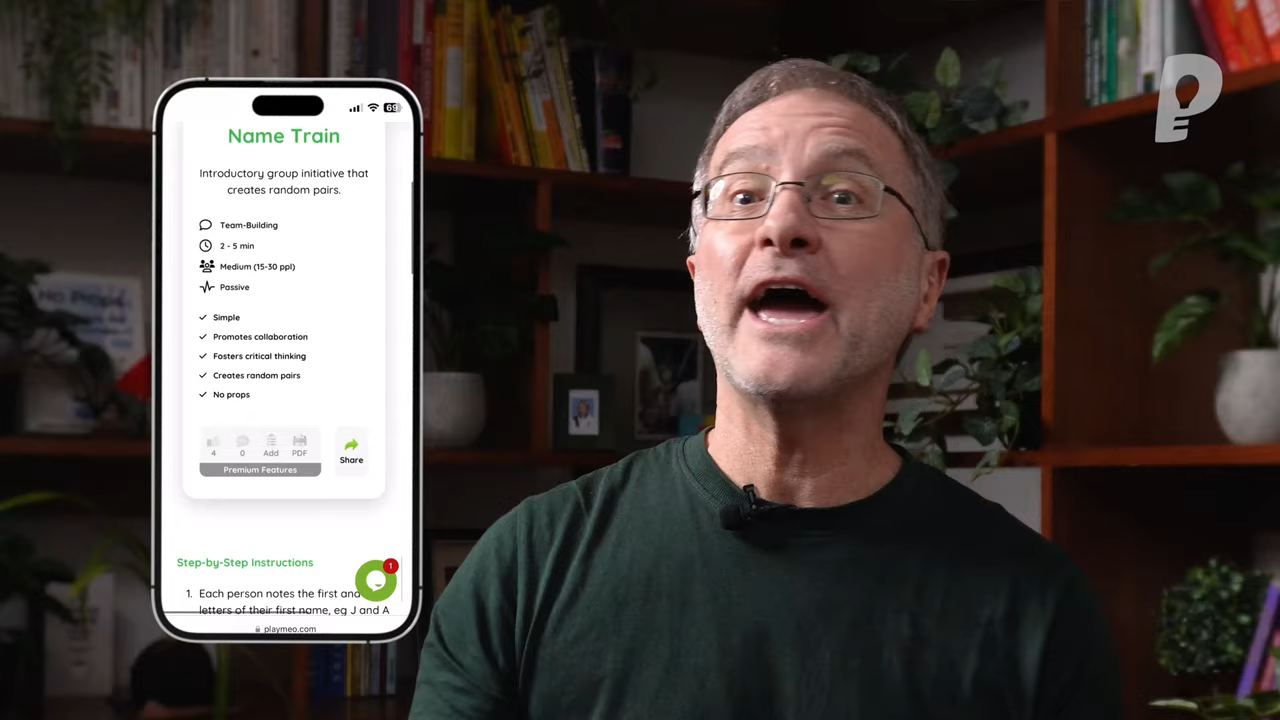 69
Name Train
Introductory group initiative that
creates random pairs.
Team-Building
2 - 5 min
Medium (15-30 ppl)
Passive
Simple
Promotes collaboration
Fosters critical thinking
Creates random pairs
No props
4 0 Add PDF
Premium Features
Share
Step-by-Step Instructions
1
1. Each person notes the first and
letters of their first name, eg J and A
playmeo.com
P